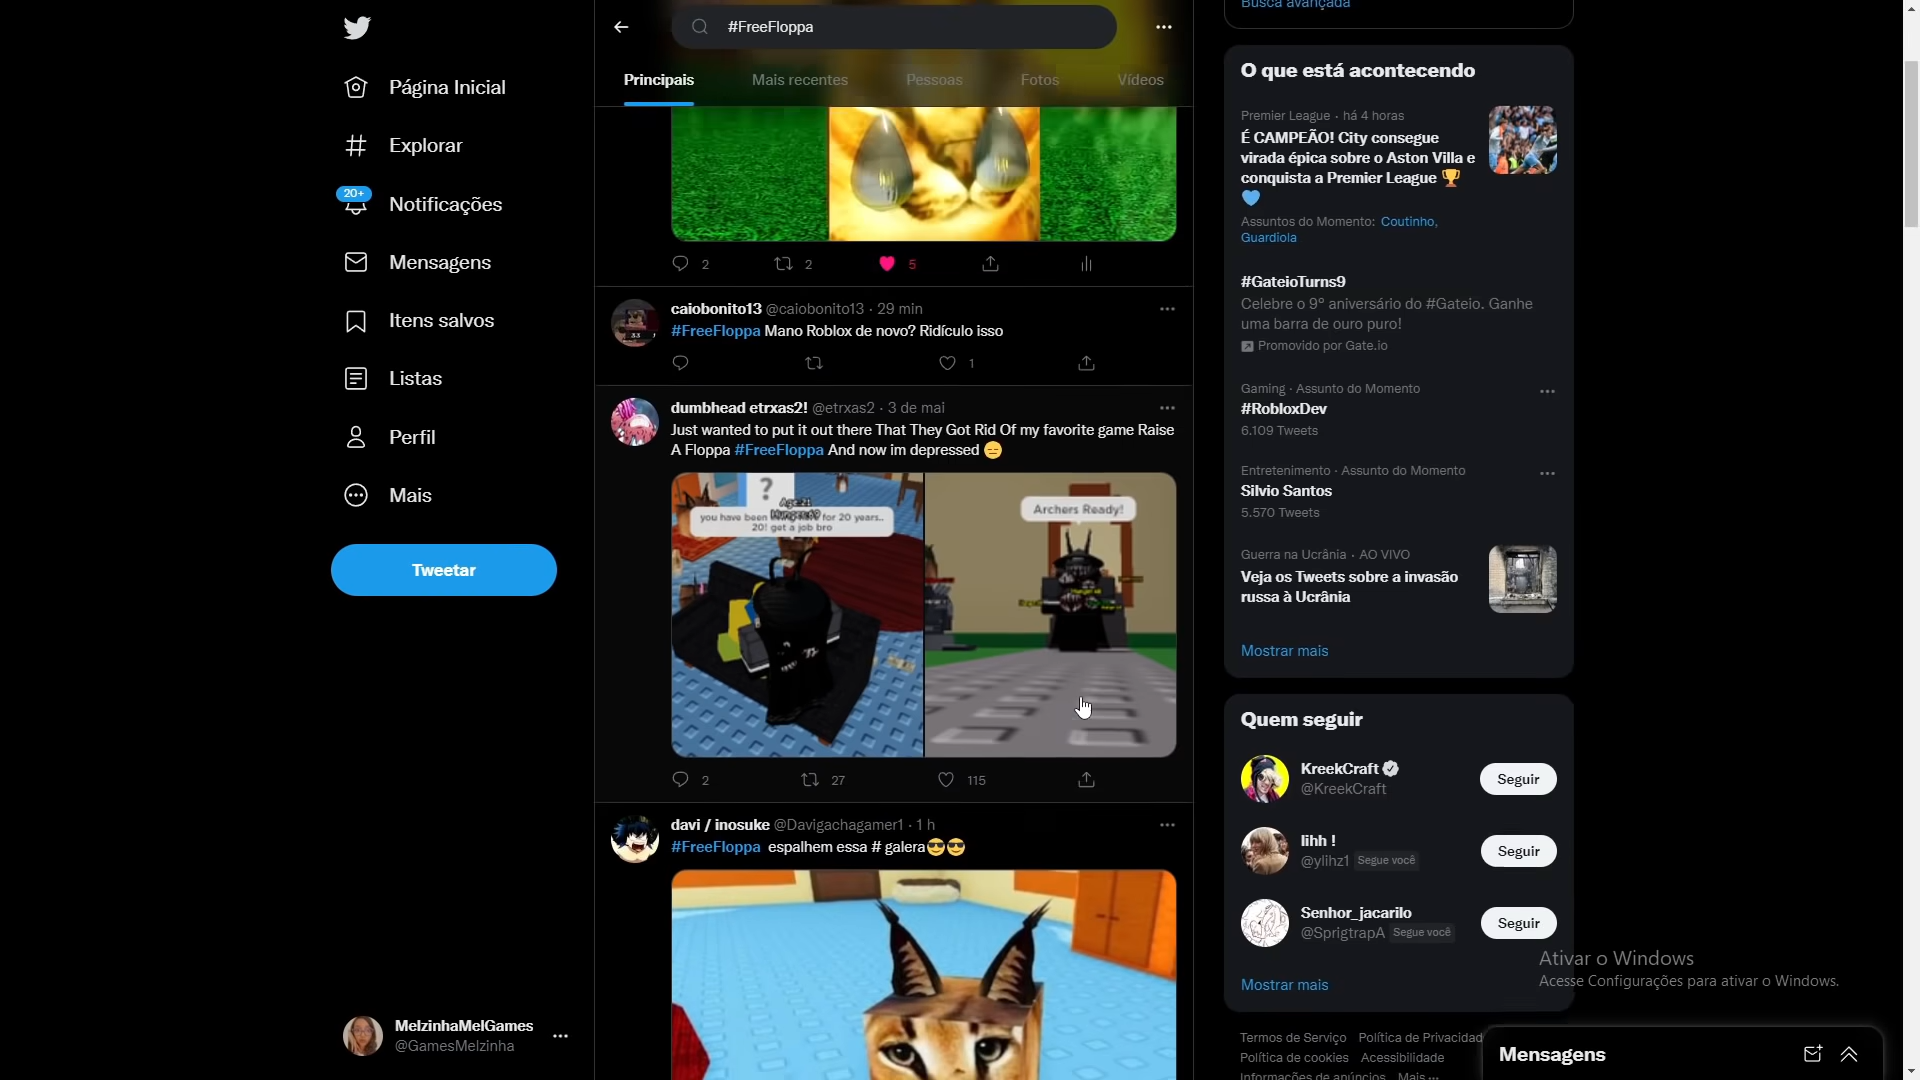 Página Inicial
Explorar
20+
Notificações
Mensagens
Itens salvos
Listas
Perfil
Mais
Tweetar
MelzinhaMelGames
@GamesMelzinha
#FreeFloppa
Principais
Mais recentes
Pessoas
Fotos
Vídeos
2
2
5
caiobonito13 @caiobonito13 · 29 min
#FreeFloppa Mano Roblox de novo? Ridículo isso
1
dumbhead etrxas2! @etrxas2 · 3 de mai
Just wanted to put it out there That They Got Rid Of my favorite game Raise
A Floppa #FreeFloppa And now im depressed 😑
?
Age:21
you have been for 20 years..
20! get a job bro
Archers Ready!
2
27
115
davi / inosuke @Davigachagamer1 · 1 h
#FreeFloppa espalhem essa # galera😎😎
Busca avançada
O que está acontecendo
Premier League · há 4 horas
É CAMPEÃO! City consegue
virada épica sobre o Aston Villa e
conquista a Premier League 🏆
💙
Assuntos do Momento: Coutinho,
Guardiola
#GateioTurns9
Celebre o 9º aniversário do #Gateio. Ganhe
uma barra de ouro puro!
Promovido por Gate.io
Gaming · Assunto do Momento
#RobloxDev
6.109 Tweets
Entretenimento · Assunto do Momento
Silvio Santos
5.570 Tweets
Guerra na Ucrânia · AO VIVO
Veja os Tweets sobre a invasão
russa à Ucrânia
Mostrar mais
Quem seguir
KreekCraft
@KreekCraft
Seguir
lihh !
@ylihz1 Segue você
Seguir
Senhor_jacarilo
@SprigtrapA Segue você
Seguir
Mostrar mais
Ativar o Windows
Acesse Configurações para ativar o Windows.
Termos de Serviço Política de Privacidad
Política de cookies Acessibilidade
Informações de anúncios Mais ···
Mensagens